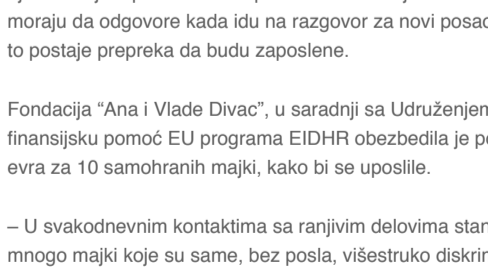 moraju da odgovore kada idu na razgovor za novi posao
to postaje prepreka da budu zaposlene.
Fondacija “Ana i Vlade Divac”, u saradnji sa Udruženjem
finansijsku pomoć EU programa EIDHR obezbedila je
evra za 10 samohranih majki, kako bi se uposlile.
– U svakodnevnim kontaktima sa ranjivim delovima
mnogo majki koje su same, bez posla, višestruko